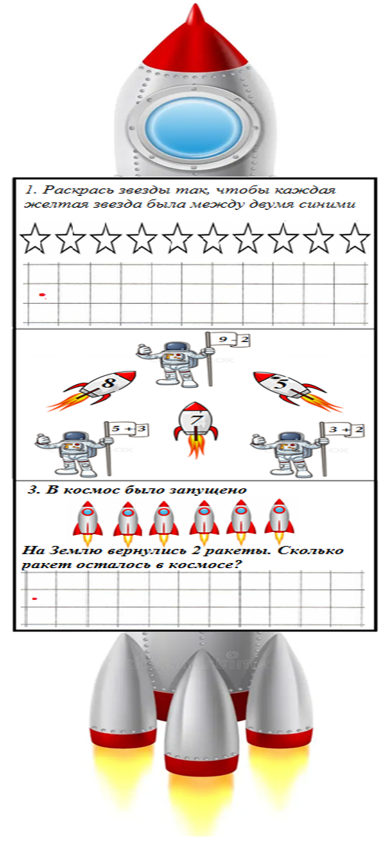 1. Раскрась звезды так, чтобы каждая
желтая звезда была между двумя синими
9 - 2
8
5
7
5 + 3
3 + 2
3. В космос было запущено
На Землю вернулись 2 ракеты. Сколько
ракет осталось в космосе?